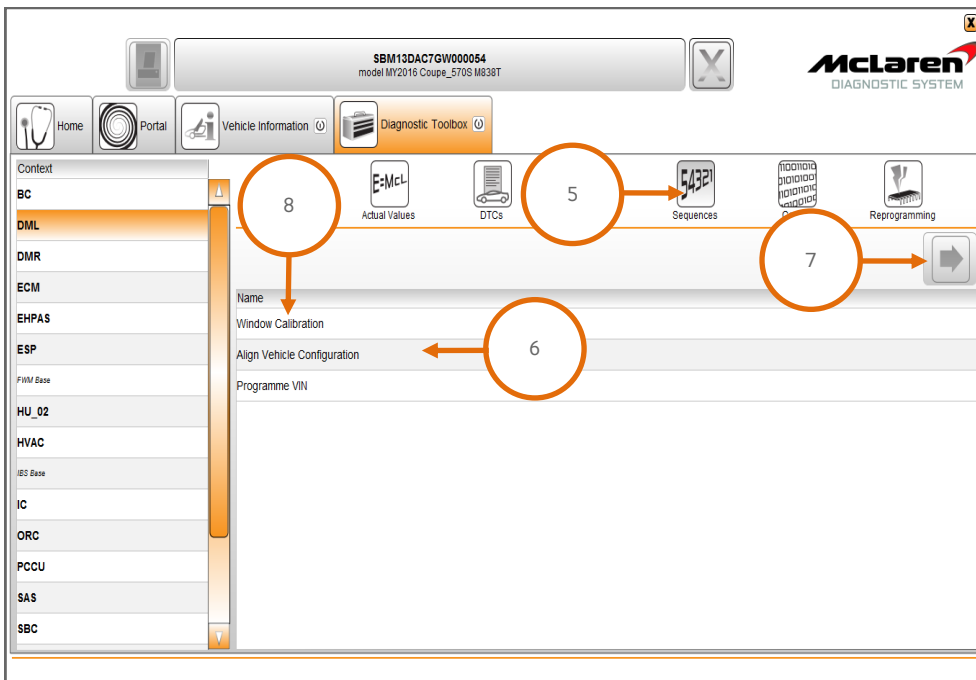 X
SBM13DAC7GW000054
model MY2016 Coupe_570S M838T
X
McLaren
DIAGNOSTIC SYSTEM
Home
Portal
Vehicle Information
Diagnostic Toolbox
Context
BC
DML
DMR
ECM
EHPAS
ESP
FWM Base
HU_02
HVAC
IBS Base
IC
ORC
PCCU
SAS
SBC
8
E=McL
Actual Values
DTCs
5
54321
Sequences
Reprogramming
7
Name
Window Calibration
Align Vehicle Configuration
6
Programme VIN